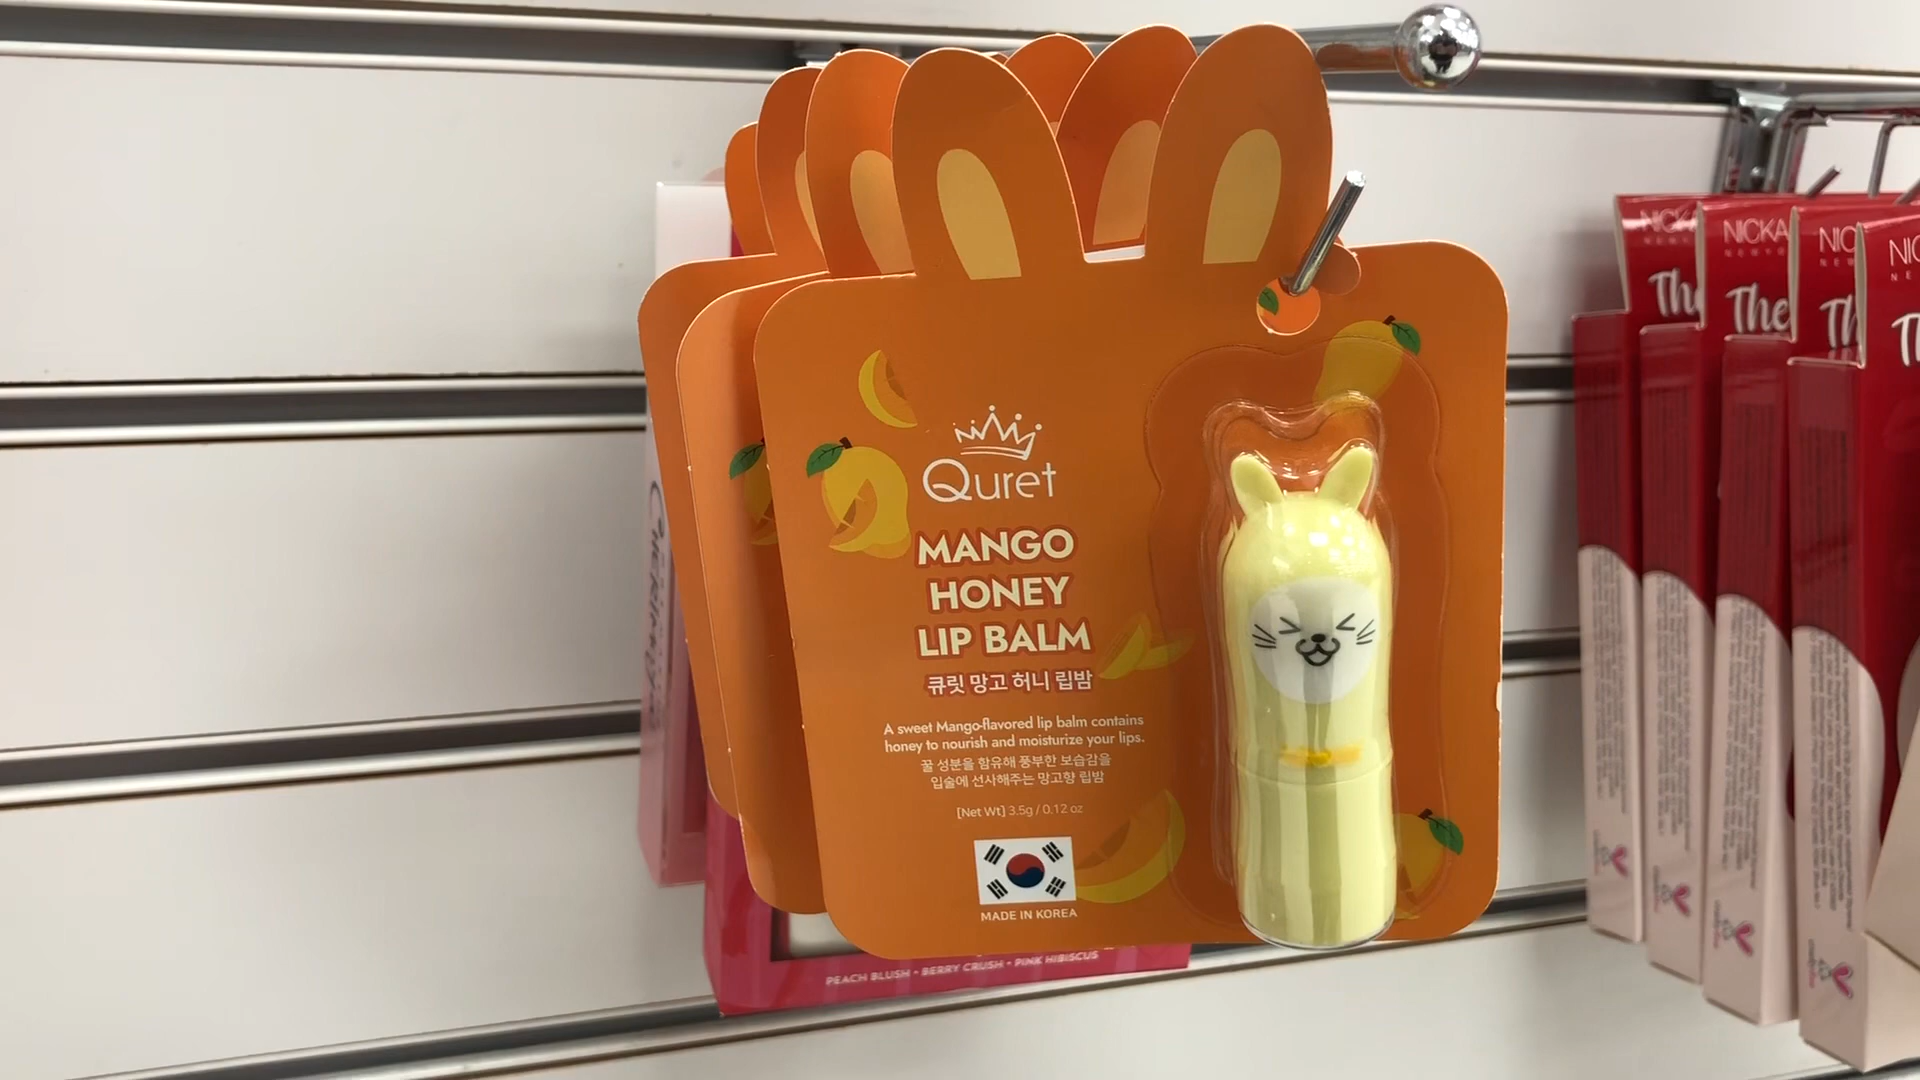 Quret
MANGO
HONEY
LIP BALM
큐릿 망고 허니 립밤
A sweet Mango-flavored lip balm contains
honey to nourish and moisturize your lips.
꿀 성분을 함유해 풍부한 보습감을
입술에 선사해주는 망고향 립밤
[Net Wt] 3.5g / 0.12 oz
MADE IN KOREA
PEACH BLUSH • BERRY CRUSH • PINK HIBISCUS
NICKA
The